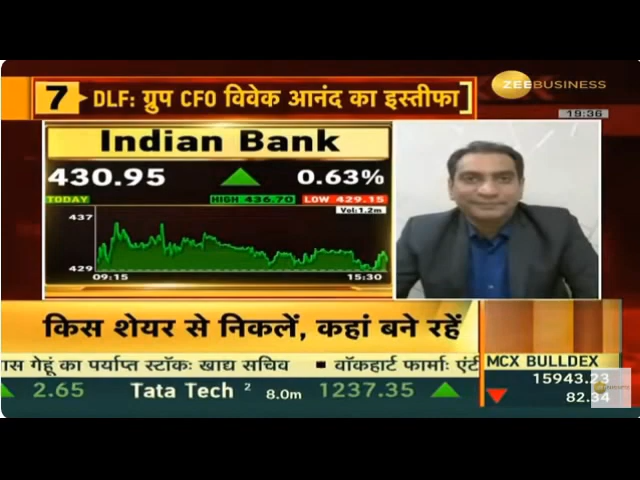 7 DLF: ग्रुप CFO विवेक आनंद का इस्तीफा
ZEEBUSINESS
19:36
Indian Bank
430.95 0.63%
TODAY HIGH 436.70 LOW 429.15
Vol:1.2m
437
429
09:15 15:30
किस शेयर से निकलें, कहां बने रहें
ास गेहूं का पर्याप्त स्टॉकः खाद्य सचिव ■ वॉकहार्ट फार्माः एंटी
MCX BULLDEX
15943.23
82.34
2.65 Tata Tech 2 8.0m 1237.35